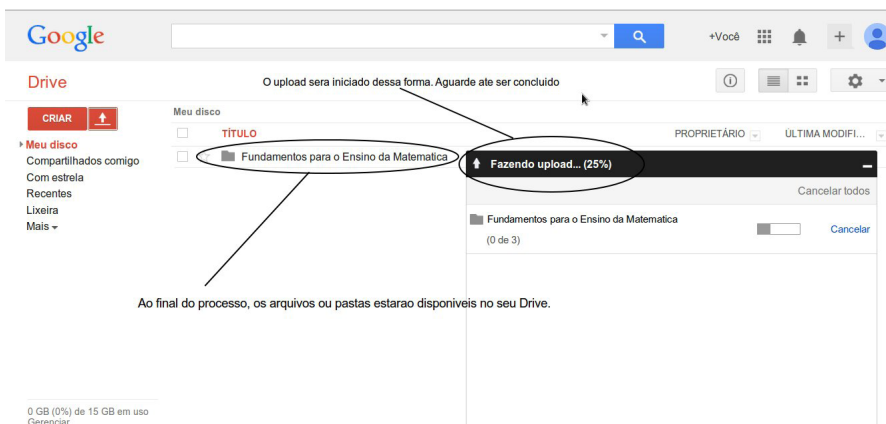 Google
+Você
Drive
O upload sera iniciado dessa forma. Aguarde ate ser concluido
CRIAR
Meu disco
TÍTULO
PROPRIETÁRIO
ÚLTIMA MODIFI...
Meu disco
Compartilhados comigo
Com estrela
Recentes
Lixeira
Mais
Fundamentos para o Ensino da Matematica
Fazendo upload... (25%)
Cancelar todos
Fundamentos para o Ensino da Matematica
(0 de 3)
Cancelar
Ao final do processo, os arquivos ou pastas estarao disponiveis no seu Drive.
0 GB (0%) de 15 GB em uso
Gerenciar